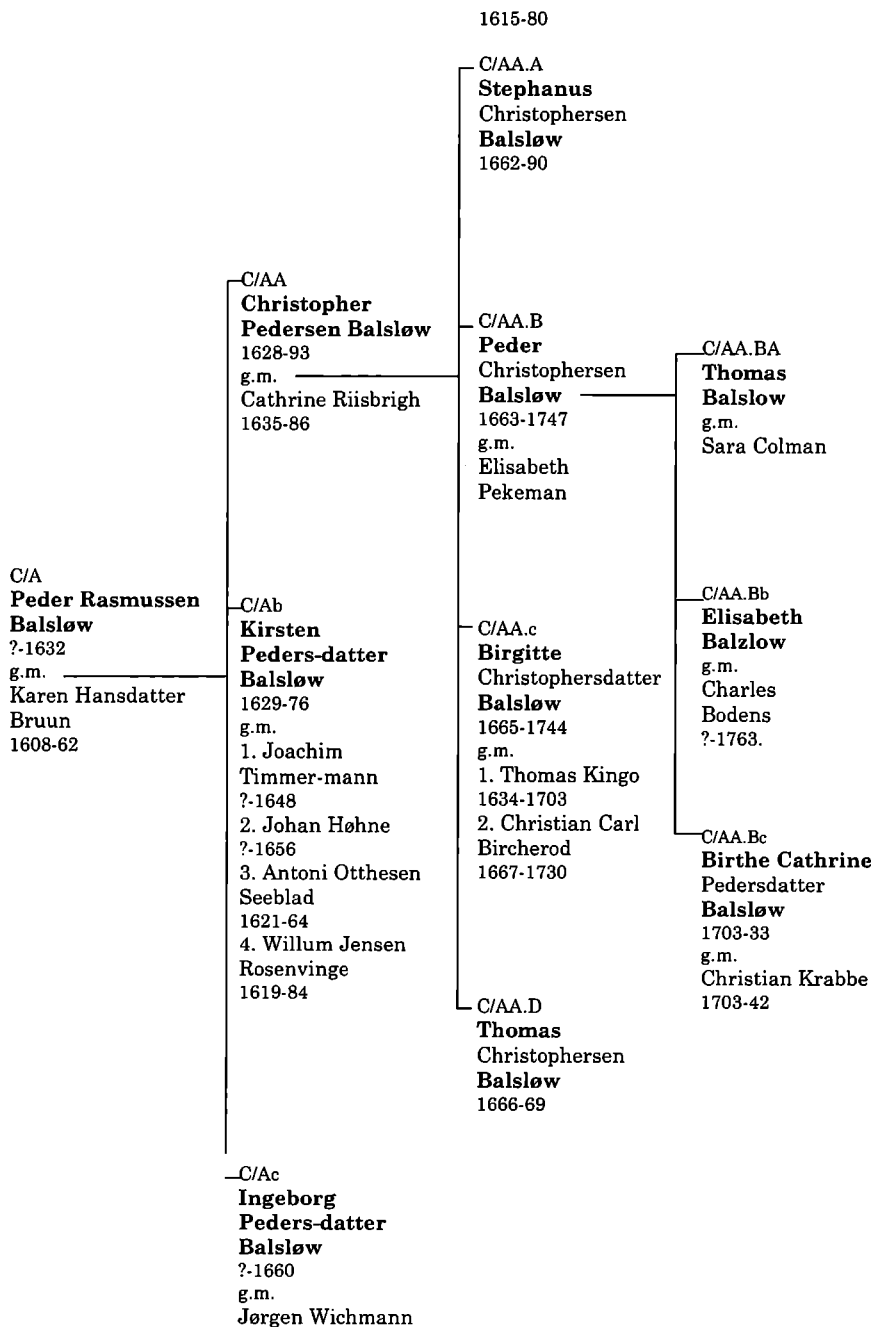 1615-80
C/AA.A
Stephanus
Christophersen
Balsløw
1662-90
C/AA
Christopher
Pedersen Balsløw
1628-93
g.m.
Cathrine Riisbrigh
1635-86
C/AA.B
Peder
Christophersen
Balsløw
1663-1747
g.m.
Elisabeth
Pekeman
C/AA.BA
Thomas
Balslow
g.m.
Sara Colman
C/A
Peder Rasmussen
Balsløw
?-1632
g.m.
Karen Hansdatter
Bruun
1608-62
C/Ab
Kirsten
Peders-datter
Balsløw
1629-76
g.m.
1. Joachim
Timmer-mann
?-1648
2. Johan Høhne
?-1656
3. Antoni Otthesen
Seeblad
1621-64
4. Willum Jensen
Rosenvinge
1619-84
C/AA.c
Birgitte
Christophersdatter
Balsløw
1665-1744
g.m.
1. Thomas Kingo
1634-1703
2. Christian Carl
Bircherod
1667-1730
C/AA.Bb
Elisabeth
Balzlow
g.m.
Charles
Bodens
?-1763.
C/AA.Bc
Birthe Cathrine
Pedersdatter
Balsløw
1703-33
g.m.
Christian Krabbe
1703-42
C/AA.D
Thomas
Christophersen
Balsløw
1666-69
C/Ac
Ingeborg
Peders-datter
Balsløw
?-1660
g.m.
Jørgen Wichmann